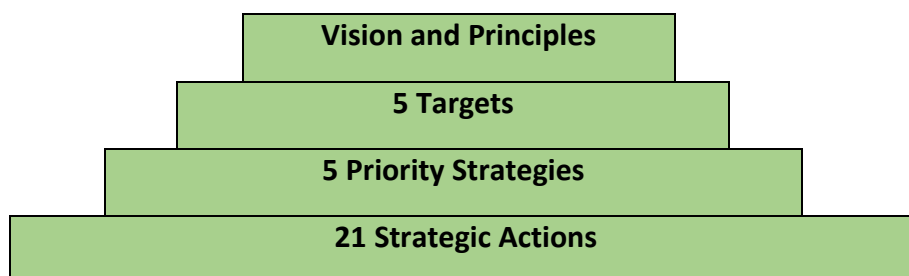 Vision and Principles
5 Targets
5 Priority Strategies
21 Strategic Actions